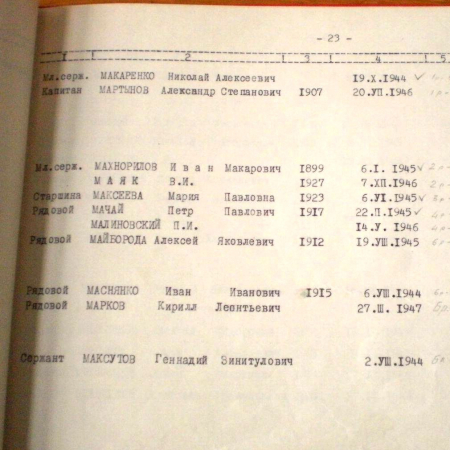 - 23 -
1 2 3 4 5
Мл.серж. МАКАРЕНКО Николай Алексеевич 19.X.1944
Капитан МАРТЫНОВ Александр Степанович 1907 20.УП.1946
Мл.серж. МАХНОРИЛОВ Иван Макарович 1899 6.I.1945
МАЯК В.И. 1927 7.ХП.1946
Старшина МАКСЕЕВА Мария Павловна 1923 6.УI.1945
Рядовой МАЧАЙ Петр Павлович 1917 22.П.1945
МАЛИНОВСКИЙ П.И. 14.У.1946
Рядовой МАЙБОРОДА Алексей Яковлевич 1912 19.УШ.1945
Рядовой МАСНЯНКО Иван Иванович 1915 6.УШ.1944
Рядовой МАРКОВ Кирилл Леонтьевич 27.Ш.1947
Сержант МАКСУТОВ Геннадий Зинитулович 2.УШ.1944